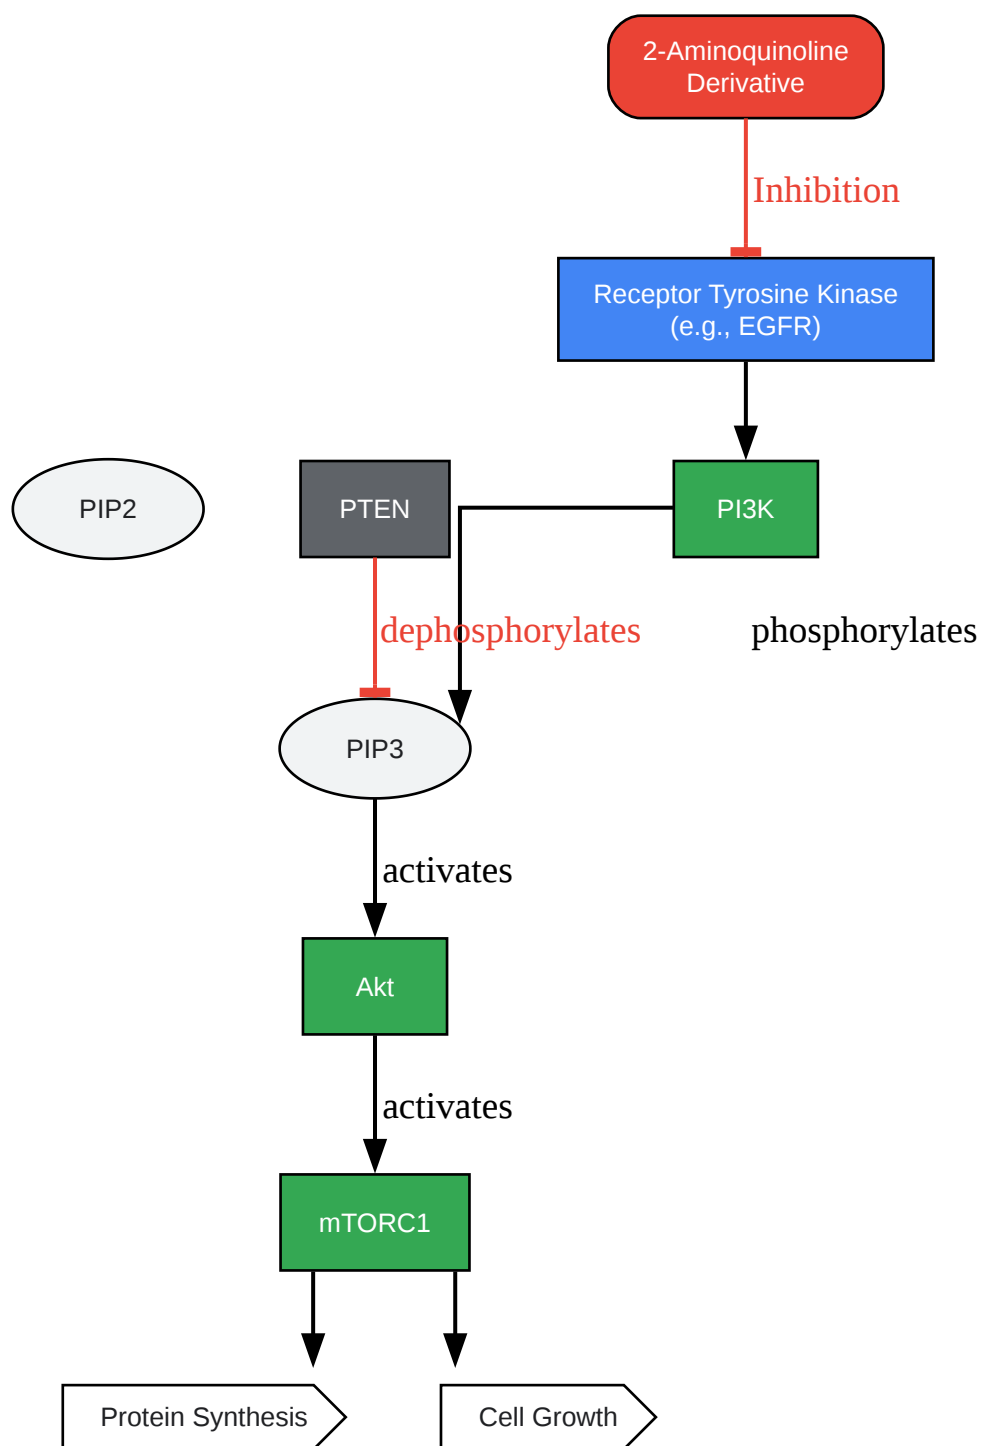 2-Aminoquinoline
Derivative
Inhibition
Receptor Tyrosine Kinase
(e.g., EGFR)
PIP2
PTEN
PI3K
dephosphorylates
phosphorylates
PIP3
activates
Akt
activates
mTORC1
Protein Synthesis
Cell Growth